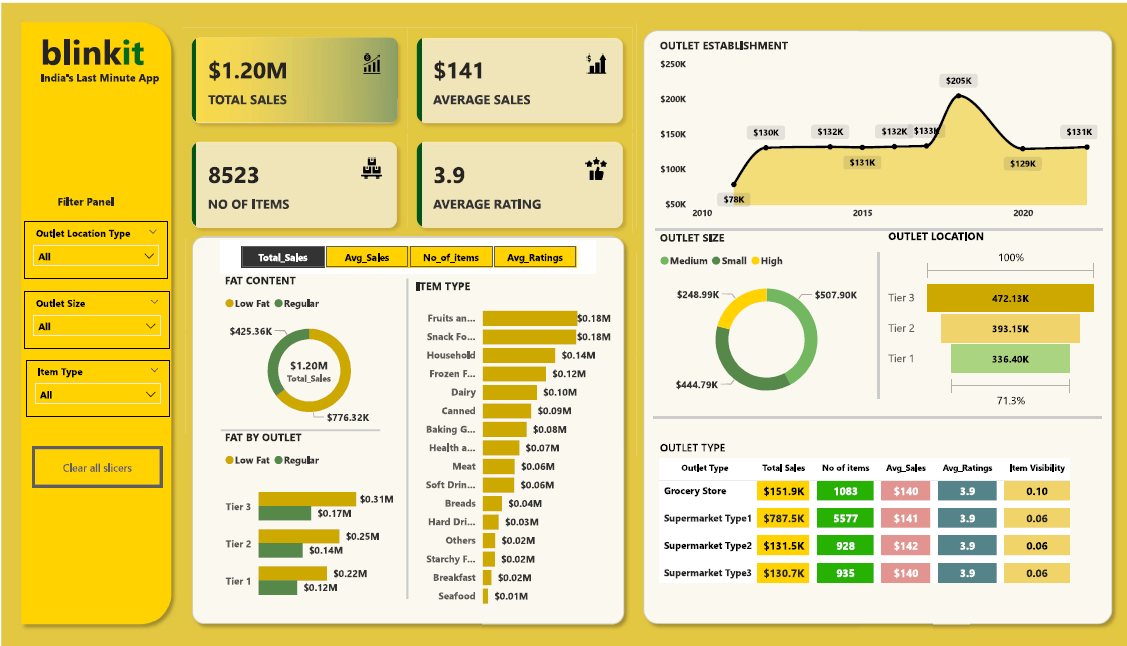 blinkit
India's Last Minute App
Filter Panel
Outlet Location Type
All
Outlet Size
All
Item Type
All
Clear all slicers
$1.20M
TOTAL SALES
$141
AVERAGE SALES
8523
NO OF ITEMS
3.9
AVERAGE RATING
Total_Sales Avg_Sales No_of_items Avg_Ratings
FAT CONTENT
Low Fat Regular
$425.36K
$1.20M
Total_Sales
$776.32K
FAT BY OUTLET
Low Fat Regular
Tier 3 $0.31M
$0.17M
Tier 2 $0.25M
$0.14M
Tier 1 $0.22M
$0.12M
ITEM TYPE
Fruits an... $0.18M
Snack Fo... $0.18M
Household $0.14M
Frozen F... $0.12M
Dairy $0.10M
Canned $0.09M
Baking G... $0.08M
Health a... $0.07M
Meat $0.06M
Soft Drin... $0.06M
Breads $0.04M
Hard Dri... $0.03M
Others $0.02M
Starchy F... $0.02M
Breakfast $0.02M
Seafood $0.01M
OUTLET ESTABLISHMENT
$250K
$200K
$150K
$100K
$50K
$78K $130K $132K $131K $132K $133K $205K $129K $131K
2010 2015 2020
OUTLET SIZE
Medium Small High
$248.99K $507.90K
$444.79K
OUTLET LOCATION
100%
Tier 3 472.13K
Tier 2 393.15K
Tier 1 336.40K
71.3%
OUTLET TYPE
Outlet Type Total Sales No of items Avg_Sales Avg_Ratings Item Visibility
Grocery Store $151.9K 1083 $140 3.9 0.10
Supermarket Type1 $787.5K 5577 $141 3.9 0.06
Supermarket Type2 $131.5K 928 $142 3.9 0.06
Supermarket Type3 $130.7K 935 $140 3.9 0.06